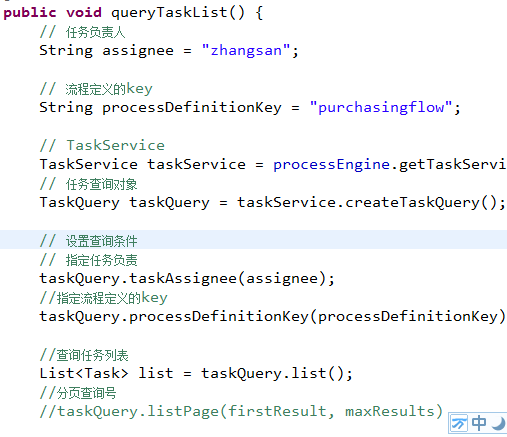 public void queryTaskList() {
// 任务负责人
String assignee = "zhangsan";
// 流程定义的key
String processDefinitionKey = "purchasingflow";
// TaskService
TaskService taskService = processEngine.getTaskServi
// 任务查询对象
TaskQuery taskQuery = taskService.createTaskQuery();
// 设置查询条件
// 指定任务负责
taskQuery.taskAssignee(assignee);
//指定流程定义的key
taskQuery.processDefinitionKey(processDefinitionKey)
//查询任务列表
List<Task> list = taskQuery.list();
//分页查询号
//taskQuery.listPage(firstResult, maxResults)
中